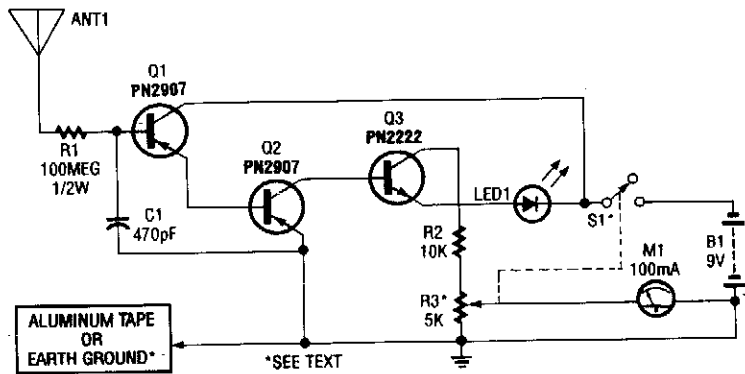 ANT1
Q1
PN2907
Q3
PN2222
Q2
PN2907
R1
100MEG
1/2W
LED1
S1*
C1
470pF
R2
10K
B1
9V
M1
100mA
R3*
5K
ALUMINUM TAPE
OR
EARTH GROUND*
*SEE TEXT